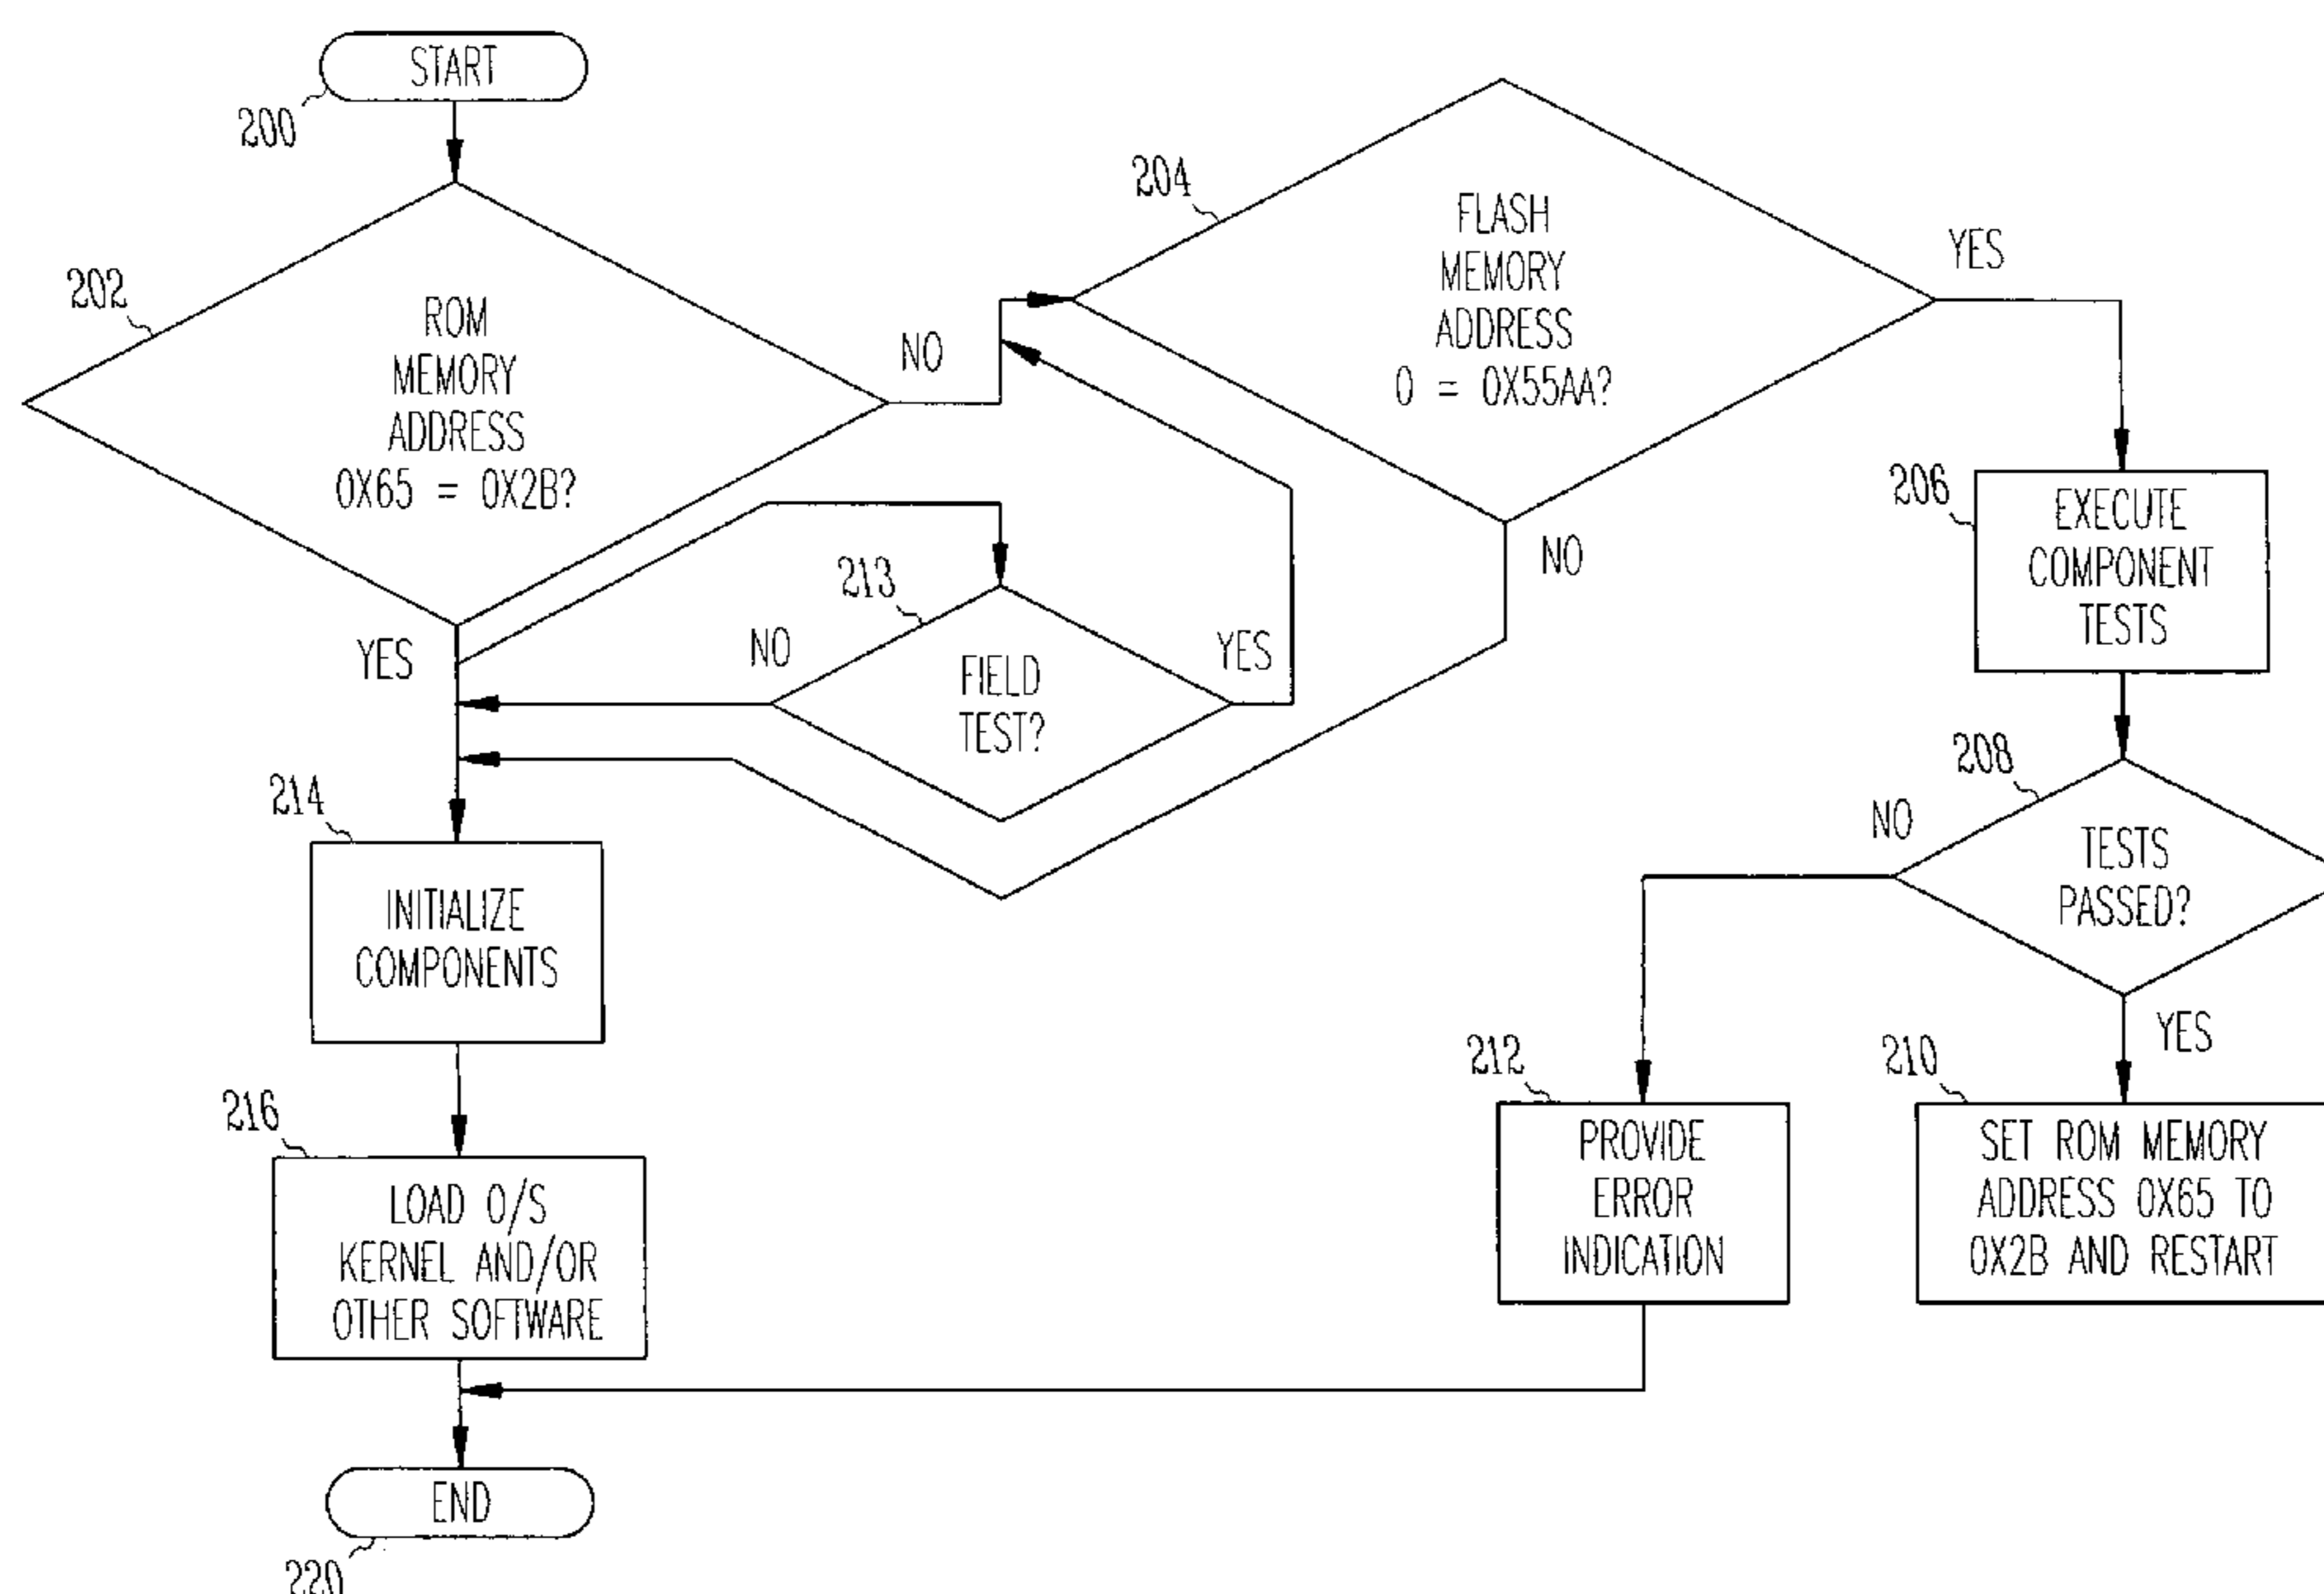 START
200
202
ROM
MEMORY
ADDRESS
0X65 = 0X2B?
NO
YES
204
FLASH
MEMORY
ADDRESS
0 = 0X55AA?
YES
NO
206
EXECUTE
COMPONENT
TESTS
213
NO
FIELD
TEST?
YES
208
NO
TESTS
PASSED?
YES
214
INITIALIZE
COMPONENTS
212
PROVIDE
ERROR
INDICATION
210
SET ROM MEMORY
ADDRESS 0X65 TO
0X2B AND RESTART
216
LOAD O/S
KERNEL AND/OR
OTHER SOFTWARE
END
220